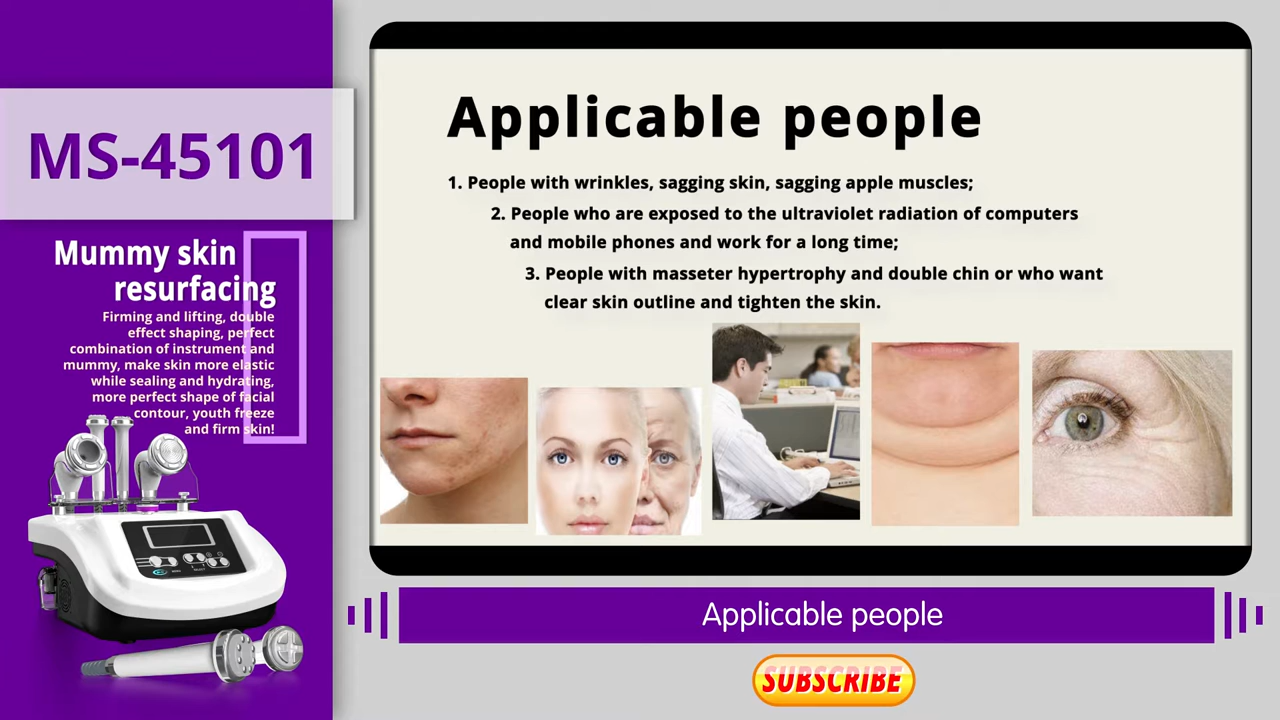 MS-45101
Mummy skin
resurfacing
Firming and lifting, double
effect shaping, perfect
combination of instrument and
mummy, make skin more elastic
while sealing and hydrating,
more perfect shape of facial
contour, youth freeze
and firm skin!
Applicable people
1. People with wrinkles, sagging skin, sagging apple muscles;
2. People who are exposed to the ultraviolet radiation of computers
and mobile phones and work for a long time;
3. People with masseter hypertrophy and double chin or who want
clear skin outline and tighten the skin.
Applicable people
SUBSCRIBE